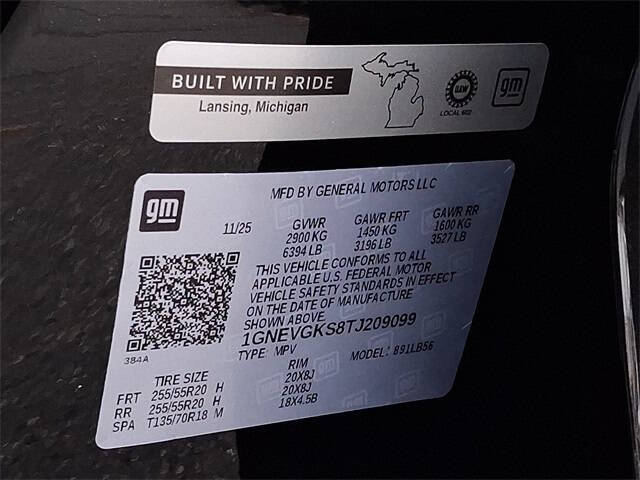 BUILT WITH PRIDE
Lansing, Michigan
UAW
LOCAL 602
gm
gm
MFD BY GENERAL MOTORS LLC
11/25
GVWR GAWR FRT GAWR RR
2900 KG 1450 KG 1600 KG
6394 LB 3196 LB 3527 LB
THIS VEHICLE CONFORMS TO ALL
APPLICABLE U.S. FEDERAL MOTOR
VEHICLE SAFETY STANDARDS IN EFFECT
ON THE DATE OF MANUFACTURE
SHOWN ABOVE
1GNEVGKS8TJ209099
TYPE: MPV MODEL: 891LB56
384A
TIRE SIZE RIM
FRT 255/55R20 H 20X8J
RR 255/55R20 H 20X8J
SPA T135/70R18 M 18X4.5B